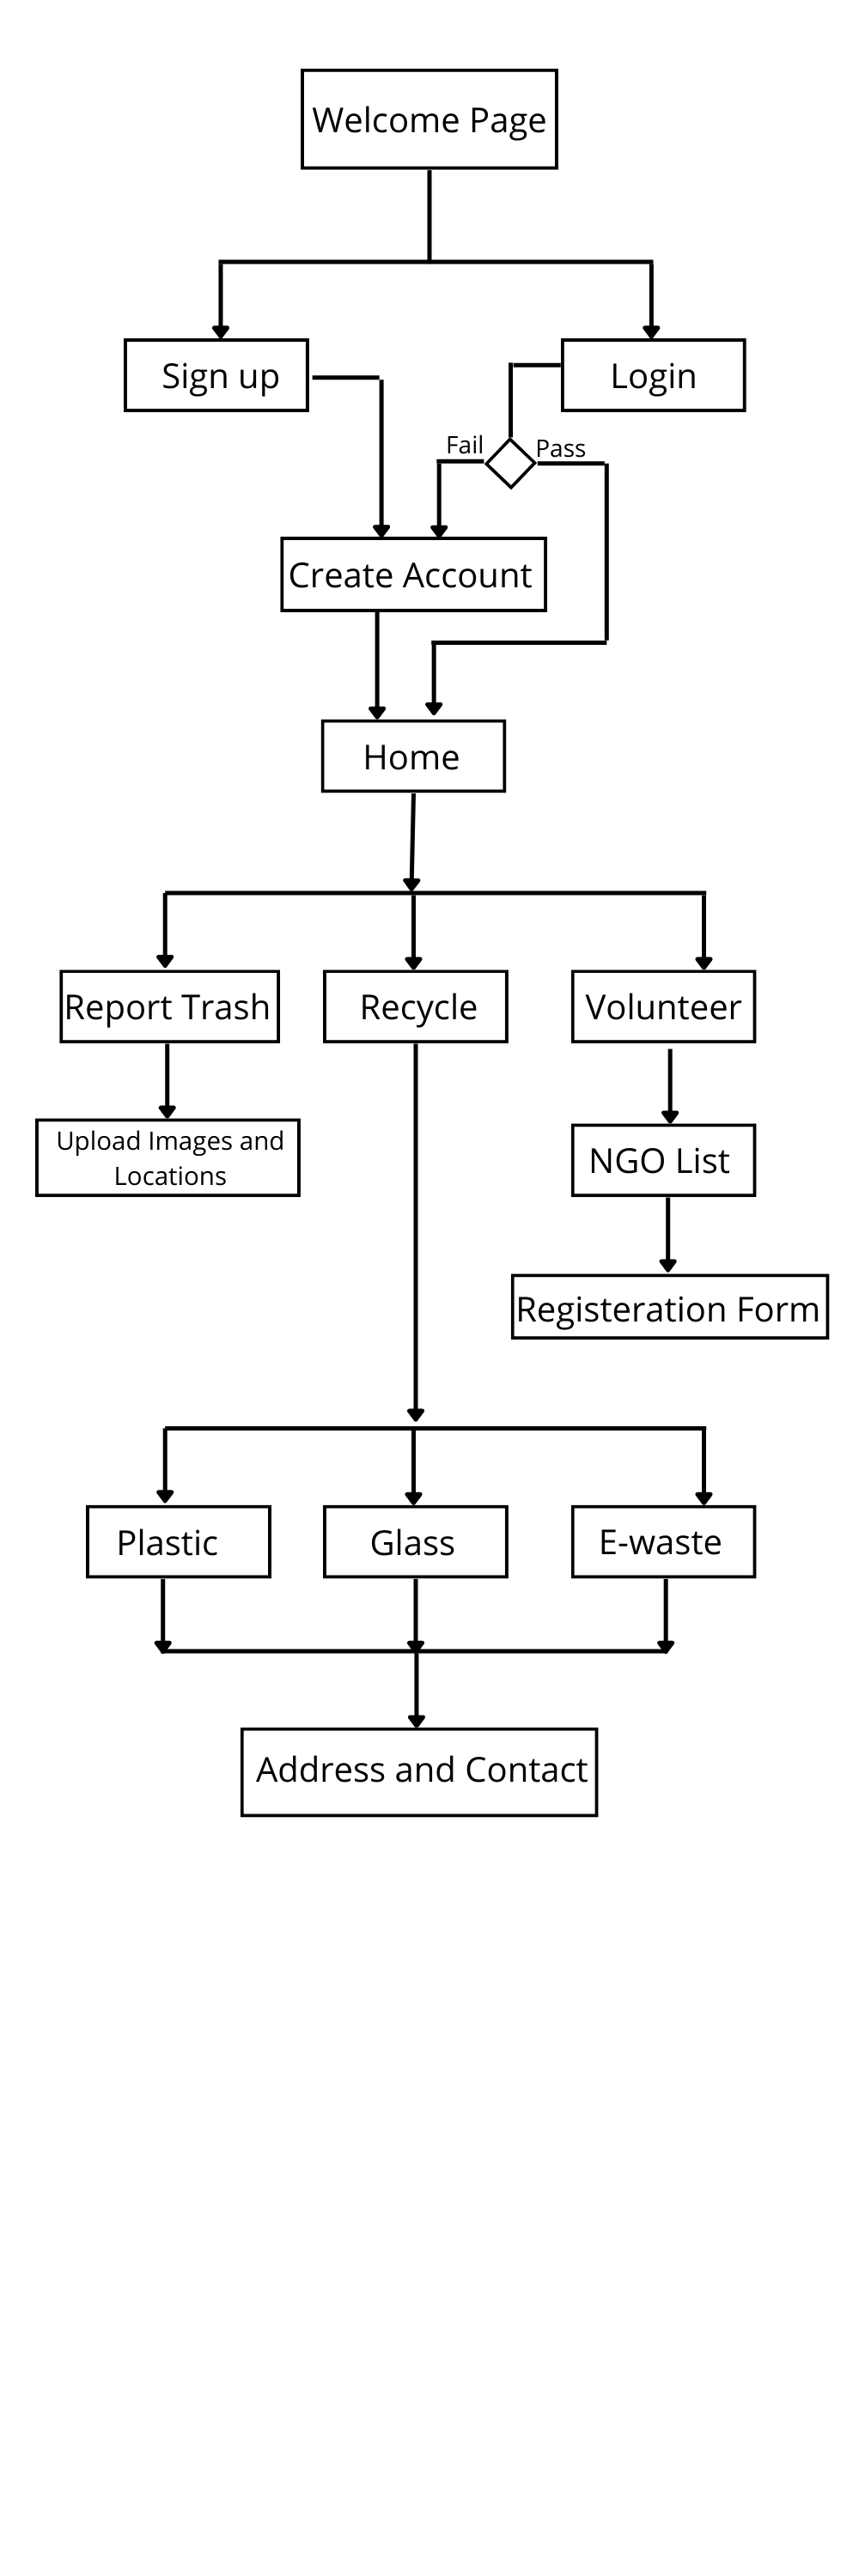 Welcome Page
Sign up
Login
Fail
Pass
Create Account
Home
Report Trash
Recycle
Volunteer
Upload Images and
Locations
NGO List
Registeration Form
Plastic
Glass
E-waste
Address and Contact